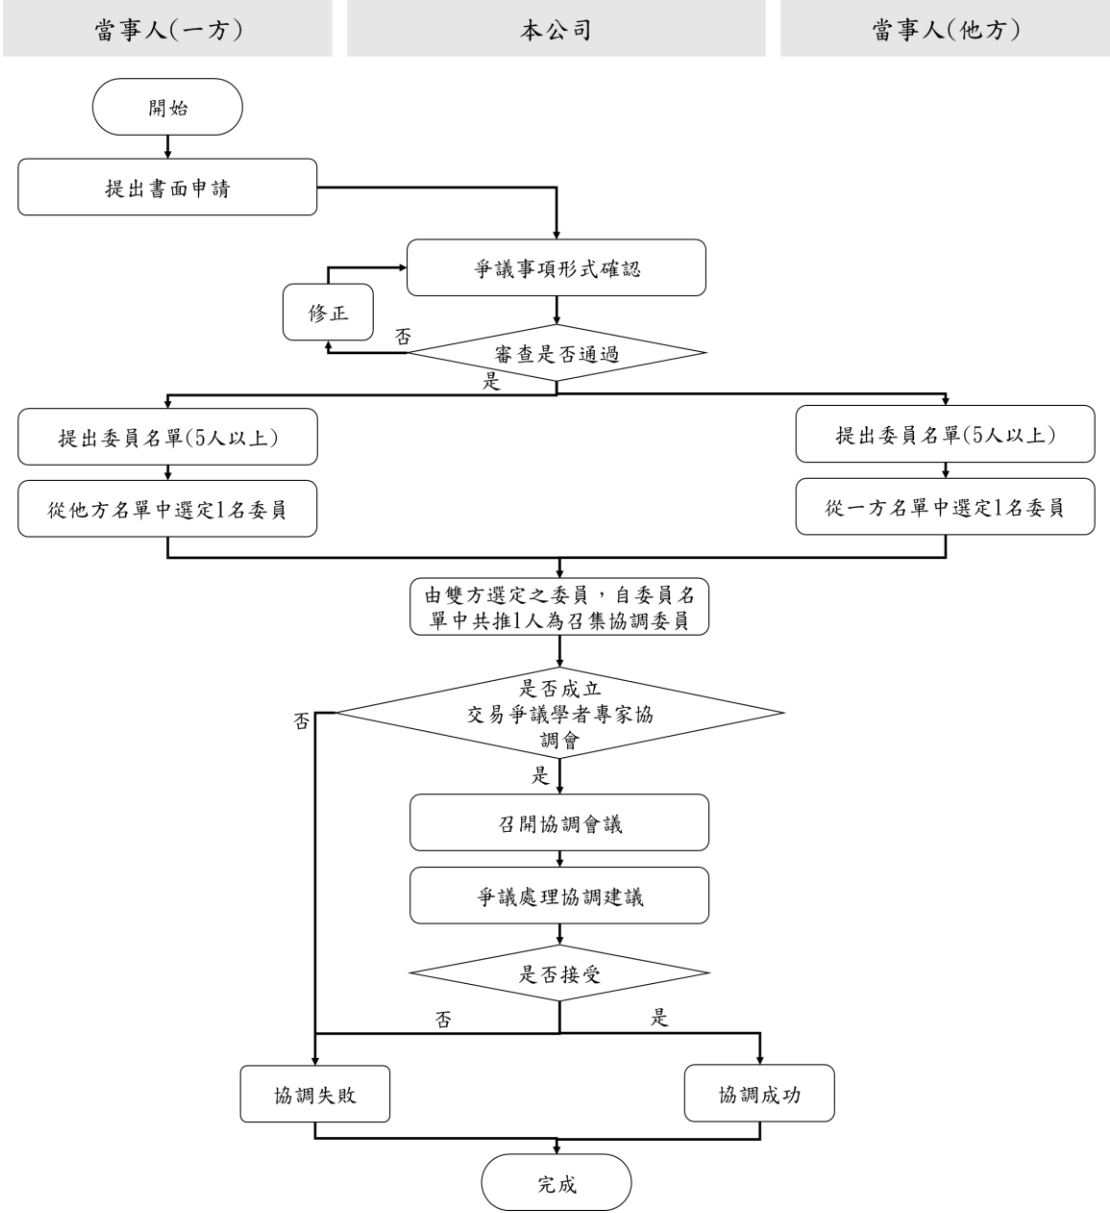 當事人(一方)
本公司
當事人(他方)
開始
提出書面申請
爭議事項形式確認
修正
否
審查是否通過
是
提出委員名單(5人以上)
提出委員名單(5人以上)
從他方名單中選定1名委員
從一方名單中選定1名委員
由雙方選定之委員，自委員名
單中共推1人為召集協調委員
是否成立
交易爭議學者專家協
調會
否
是
召開協調會議
爭議處理協調建議
是否接受
否
是
協調失敗
協調成功
完成